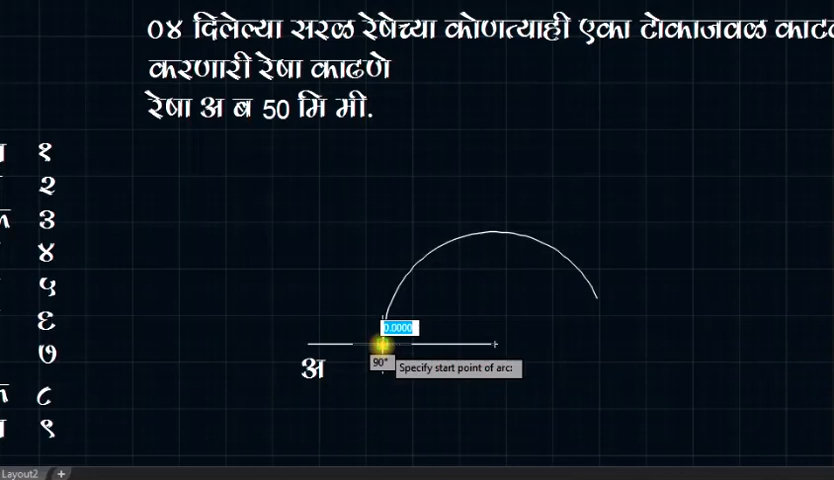 ०४ दिलेल्या सरळ रेषेच्या कोणत्याही एका टोकाजवळ
करणारी रेषा काढणे
रेषा अ ब 50 मि मी.
१
२
३
४
५
६
७
८
९
0.0000
90°
Specify start point of arc:
अ
Layout2 +